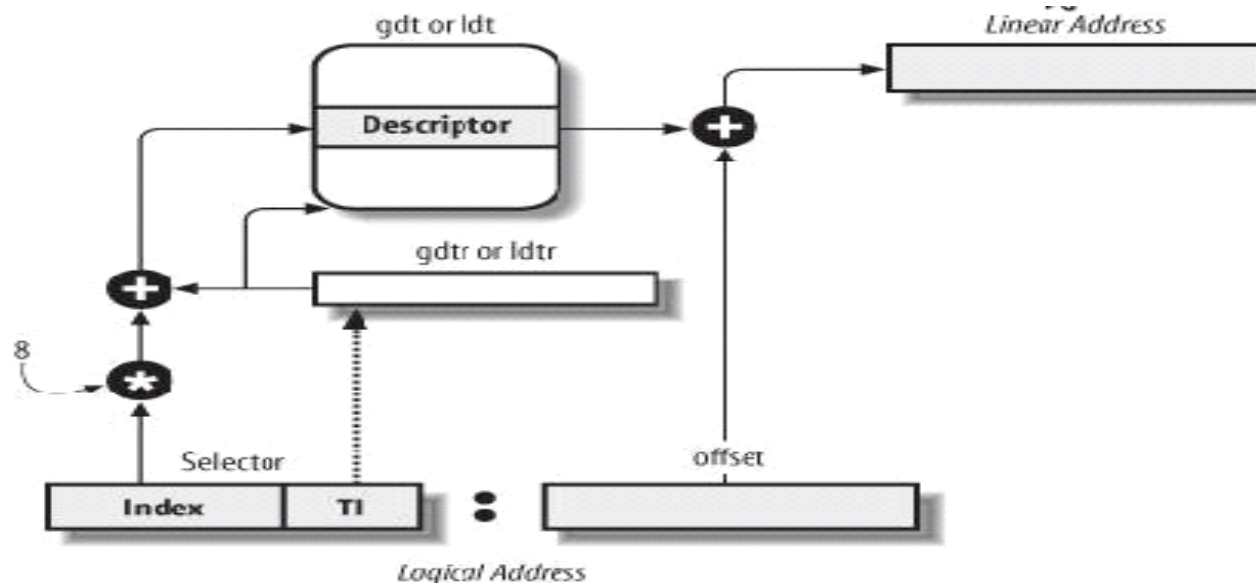 gdt or ldt
Linear Address
Descriptor
+
gdtr or ldtr
+
8
*
Selector
offset
Index
TI
:
Logical Address